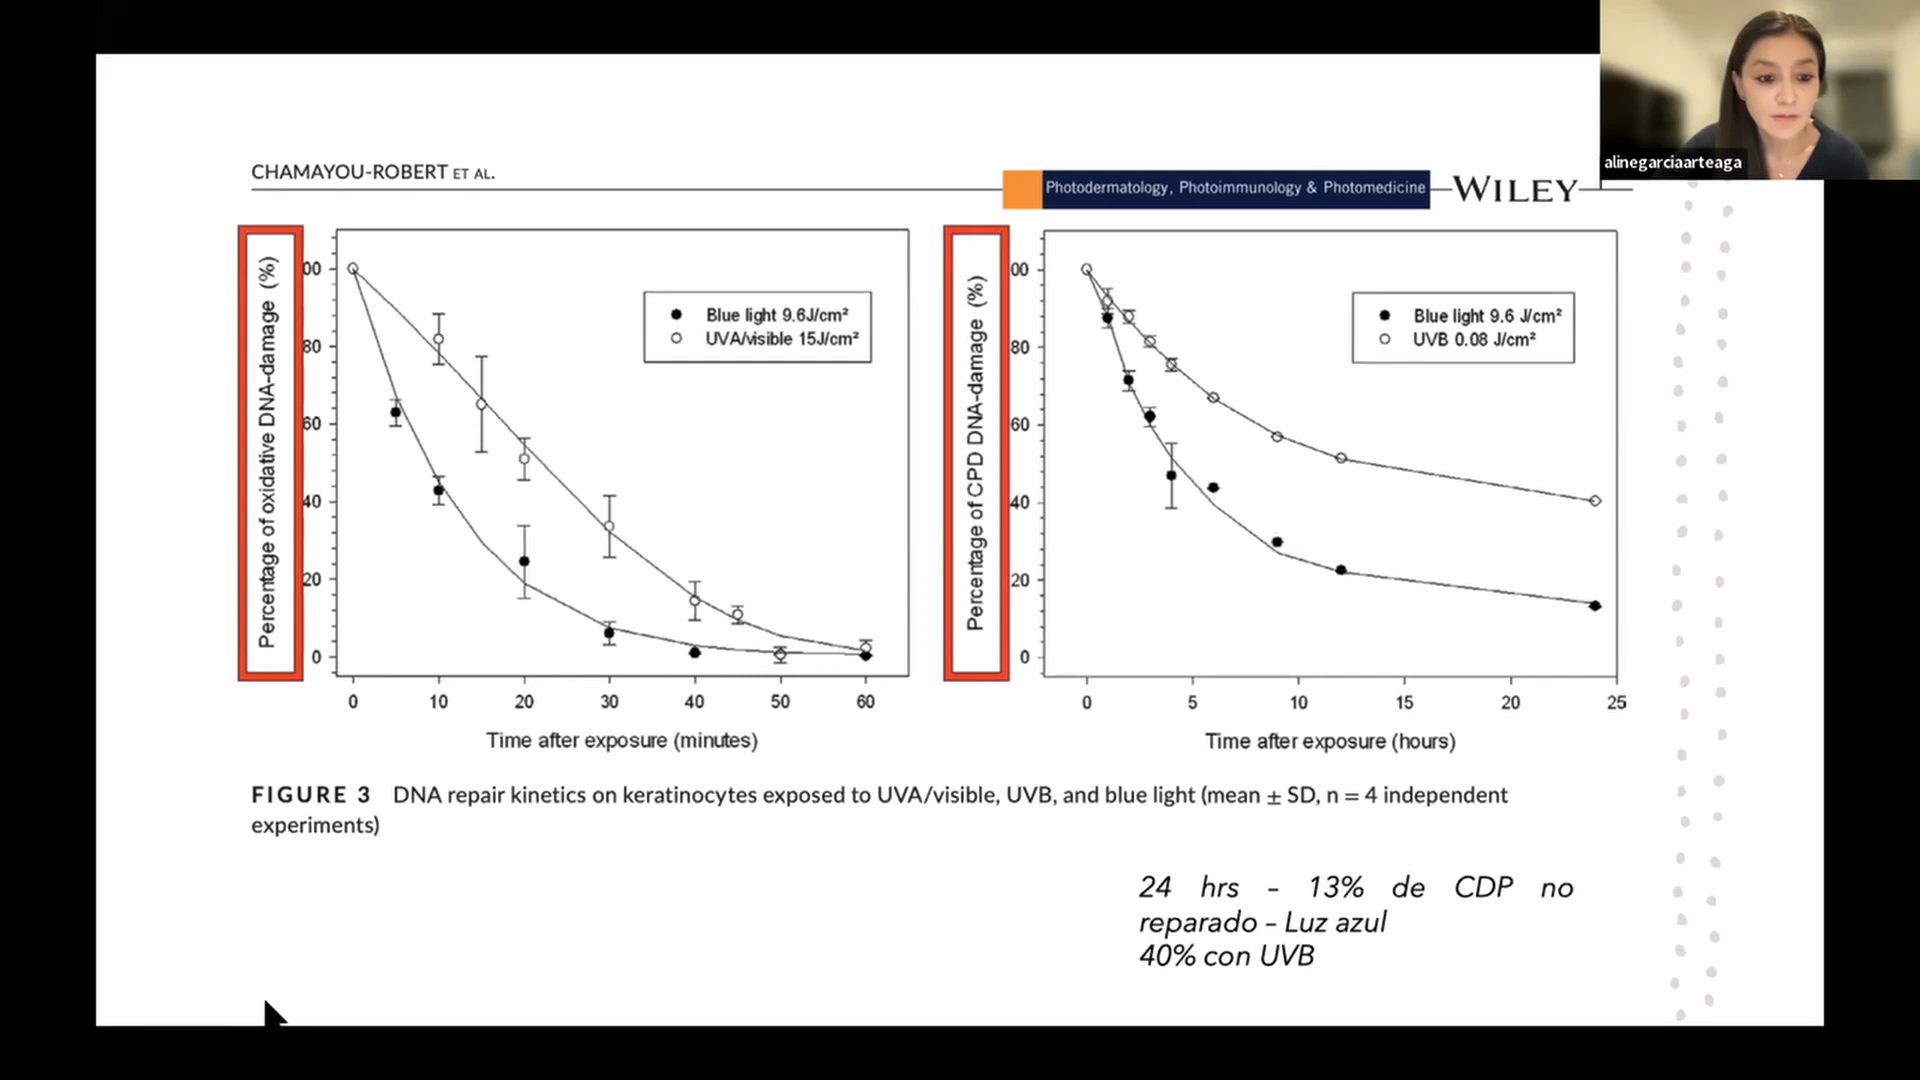 alinegarciaarteaga
CHAMAYOU-ROBERT ET AL.
Photodermatology, Photoimmunology & Photomedicine
WILEY
Percentage of oxidative DNA-damage (%)
00
80
60
40
20
0
Blue light 9.6J/cm²
UVA/visible 15J/cm²
0 10 20 30 40 50 60
Time after exposure (minutes)
Percentage of CPD DNA-damage (%)
00
80
60
40
20
0
Blue light 9.6 J/cm²
UVB 0.08 J/cm²
0 5 10 15 20 25
Time after exposure (hours)
FIGURE 3 DNA repair kinetics on keratinocytes exposed to UVA/visible, UVB, and blue light (mean ± SD, n = 4 independent
experiments)
24 hrs – 13% de CDP no
reparado – Luz azul
40% con UVB